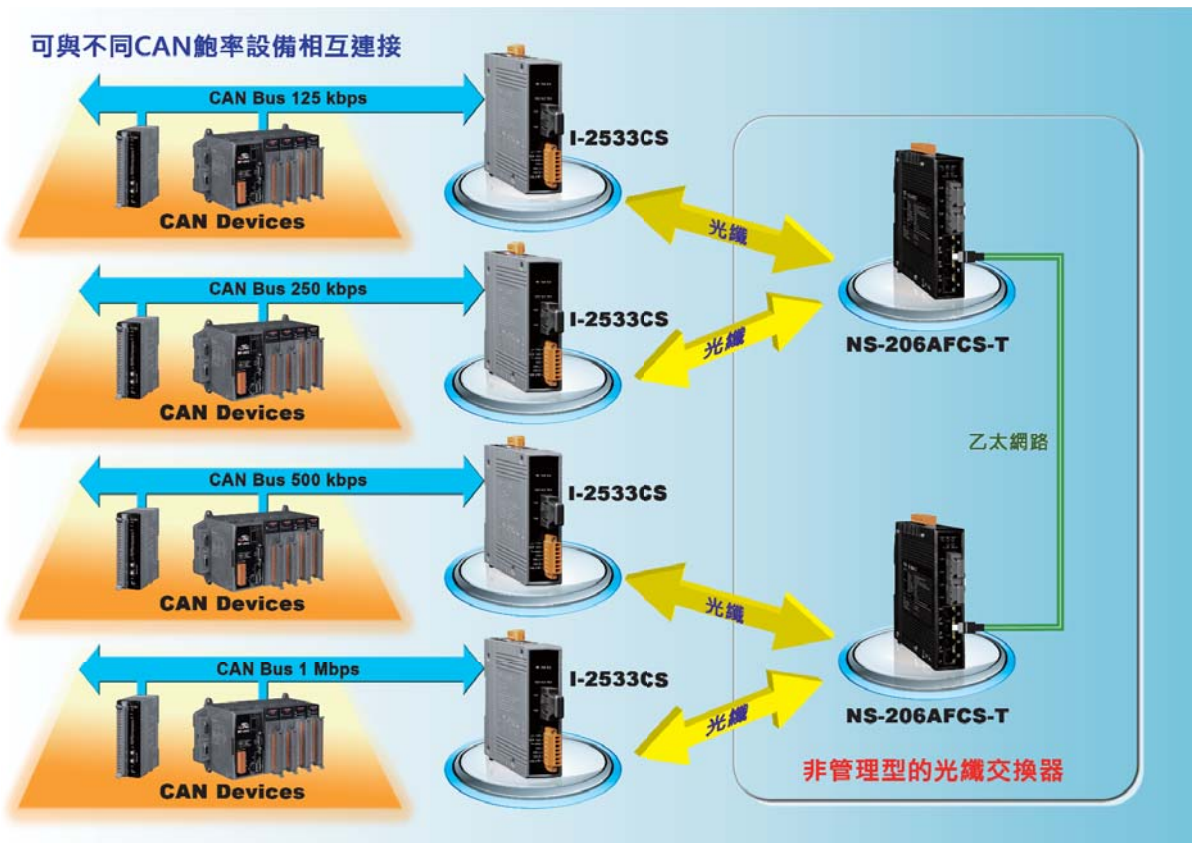 可與不同CAN鮑率設備相互連接
CAN Bus 125 kbps
I-2533CS
CAN Devices
光纖
CAN Bus 250 kbps
I-2533CS
CAN Devices
光纖
NS-206AFCS-T
乙太網路
CAN Bus 500 kbps
I-2533CS
CAN Devices
光纖
CAN Bus 1 Mbps
I-2533CS
CAN Devices
光纖
NS-206AFCS-T
非管理型的光纖交換器